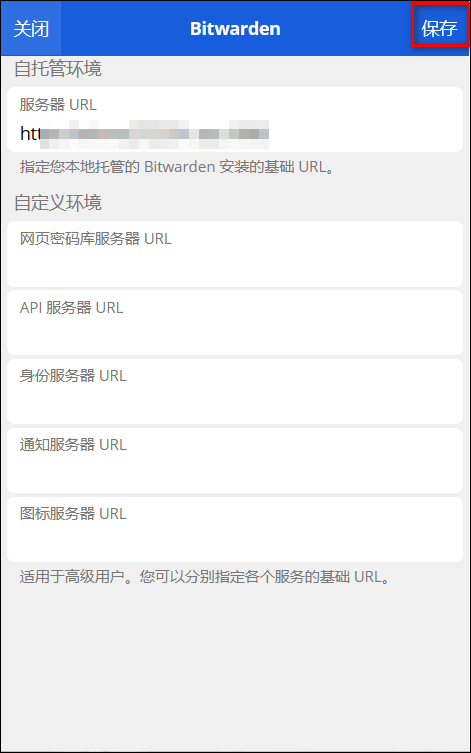 关闭
Bitwarden
保存
自托管环境
服务器 URL
指定您本地托管的 Bitwarden 安装的基础 URL。
自定义环境
网页密码库服务器 URL
API 服务器 URL
身份服务器 URL
通知服务器 URL
图标服务器 URL
适用于高级用户。您可以分别指定各个服务的基础 URL。